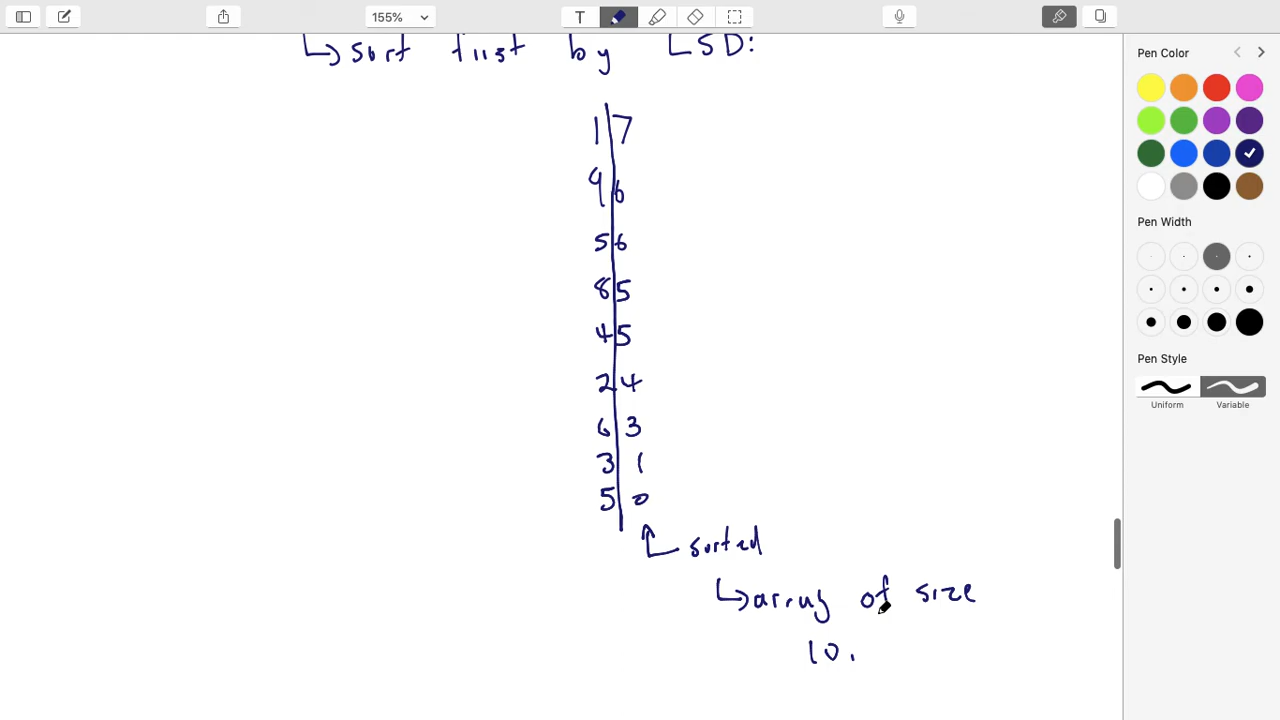 155%
T
↳ sort first by LSD:
1|7
9|6
5|6
8|5
4|5
2|4
6|3
3|1
5|0
sorted
↳ array of size
10.
Pen Color
Pen Width
Pen Style
Uniform Variable